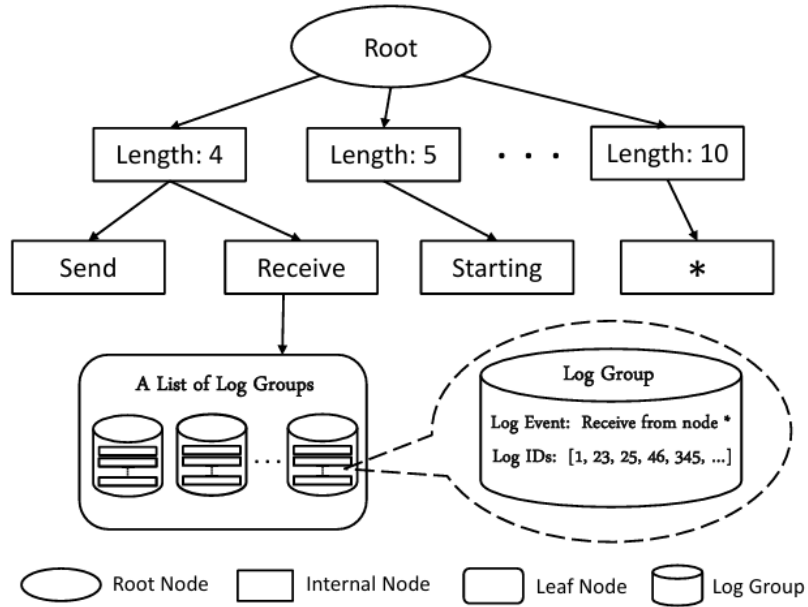 Root
Length: 4
Length: 5
. . .
Length: 10
Send
Receive
Starting
*
A List of Log Groups
...
Log Group
Log Event: Receive from node *
Log IDs: [1, 23, 25, 46, 345, ...]
Root Node
Internal Node
Leaf Node
Log Group